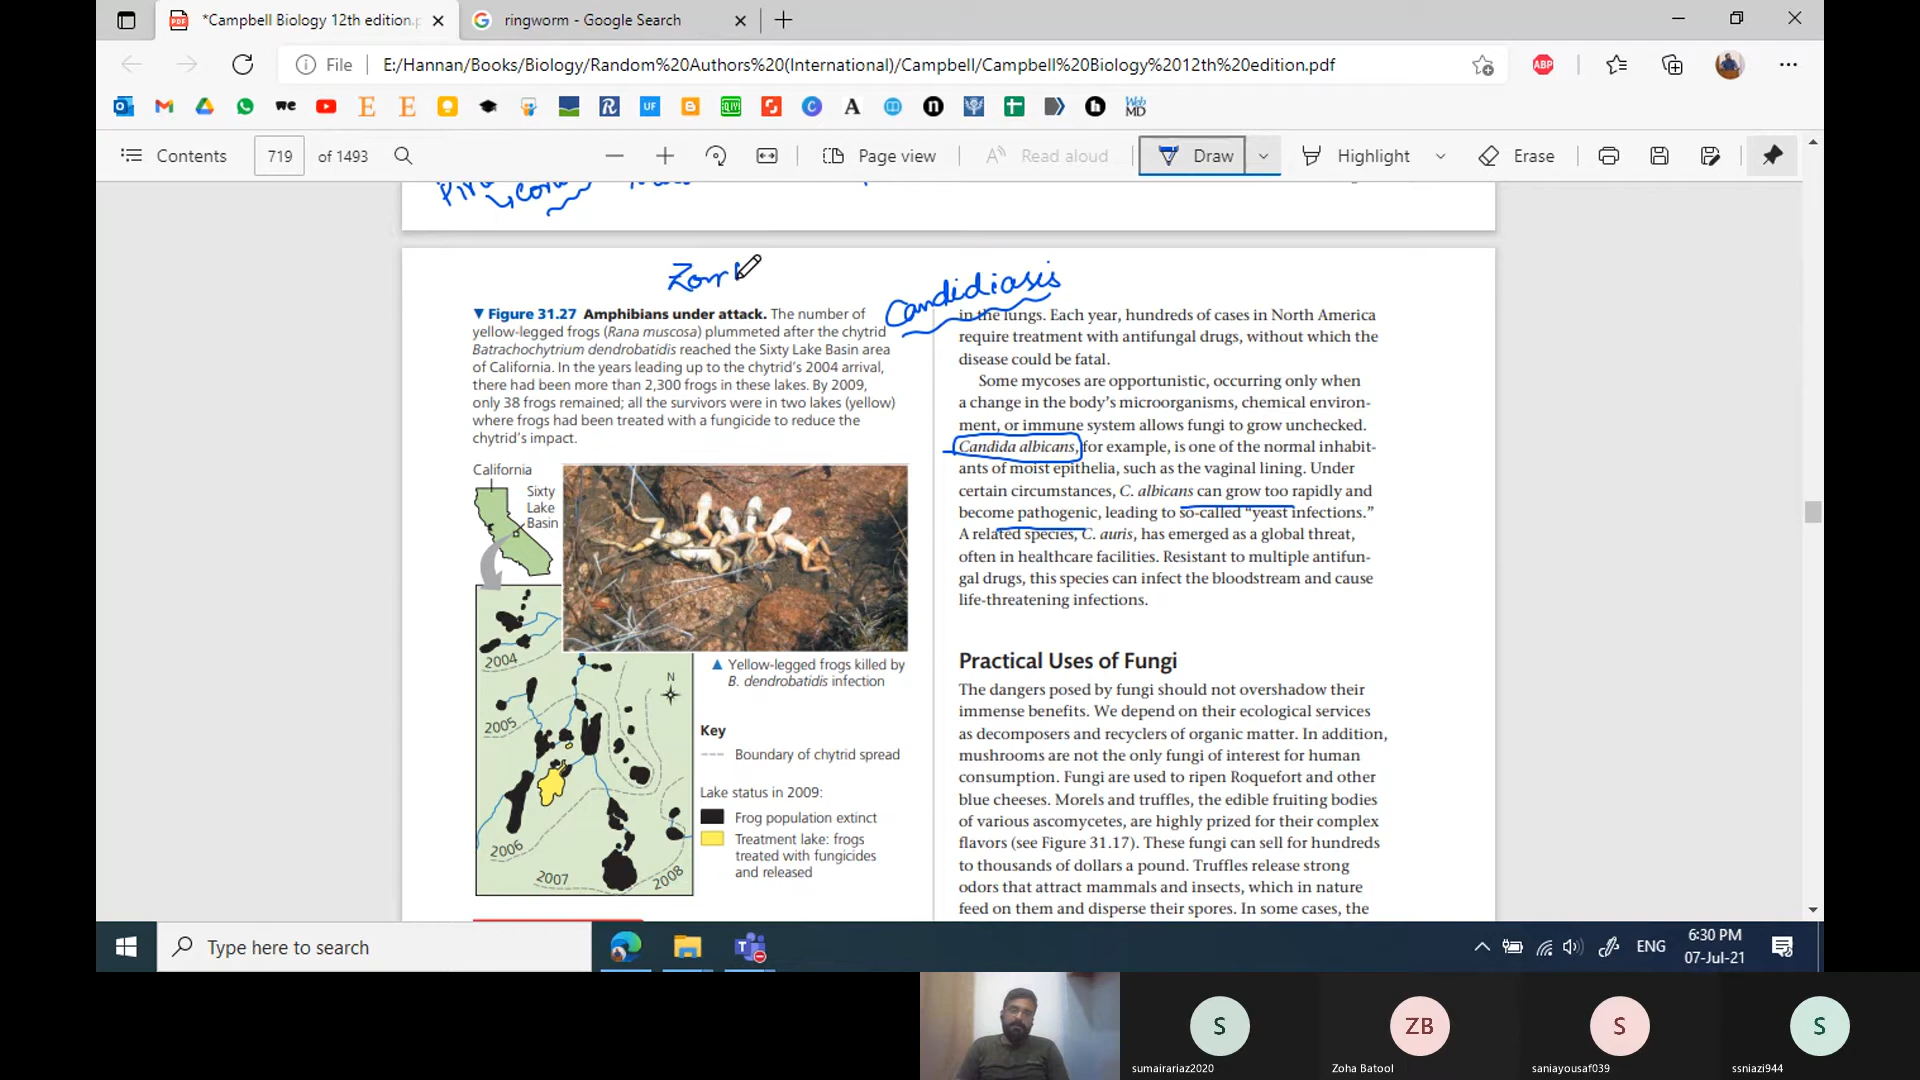 *Campbell Biology 12th edition.p
ringworm - Google Search
File
E:/Hannan/Books/Biology/Random%20Authors%20(International)/Campbell/Campbell%20Biology%2012th%20edition.pdf
ABP
UF
Web
MD
Contents
719
of 1493
Page view
Read aloud
Draw
Highlight
Erase
Candidiasis
▼ Figure 31.27 Amphibians under attack. The number of
yellow-legged frogs (Rana muscosa) plummeted after the chytrid
Batrachochytrium dendrobatidis reached the Sixty Lake Basin area
of California. In the years leading up to the chytrid's 2004 arrival,
there had been more than 2,300 frogs in these lakes. By 2009,
only 38 frogs remained; all the survivors were in two lakes (yellow)
where frogs had been treated with a fungicide to reduce the
chytrid's impact.
California
Sixty
Lake
Basin
2004
2005
2006
2007
2008
N
▲ Yellow-legged frogs killed by
B. dendrobatidis infection
Key
Boundary of chytrid spread
Lake status in 2009:
Frog population extinct
Treatment lake: frogs
treated with fungicides
and released
in the lungs. Each year, hundreds of cases in North America
require treatment with antifungal drugs, without which the
disease could be fatal.
Some mycoses are opportunistic, occurring only when
a change in the body's microorganisms, chemical environ-
ment, or immune system allows fungi to grow unchecked.
Candida albicans, for example, is one of the normal inhabit-
ants of moist epithelia, such as the vaginal lining. Under
certain circumstances, C. albicans can grow too rapidly and
become pathogenic, leading to so-called "yeast infections."
A related species, C. auris, has emerged as a global threat,
often in healthcare facilities. Resistant to multiple antifun-
gal drugs, this species can infect the bloodstream and cause
life-threatening infections.
Practical Uses of Fungi
The dangers posed by fungi should not overshadow their
immense benefits. We depend on their ecological services
as decomposers and recyclers of organic matter. In addition,
mushrooms are not the only fungi of interest for human
consumption. Fungi are used to ripen Roquefort and other
blue cheeses. Morels and truffles, the edible fruiting bodies
of various ascomycetes, are highly prized for their complex
flavors (see Figure 31.17). These fungi can sell for hundreds
to thousands of dollars a pound. Truffles release strong
odors that attract mammals and insects, which in nature
feed on them and disperse their spores. In some cases, the
Type here to search
ENG
6:30 PM
07-Jul-21
S
ZB
S
S
sumairariaz2020
Zoha Batool
saniayousaf039
ssniazi944